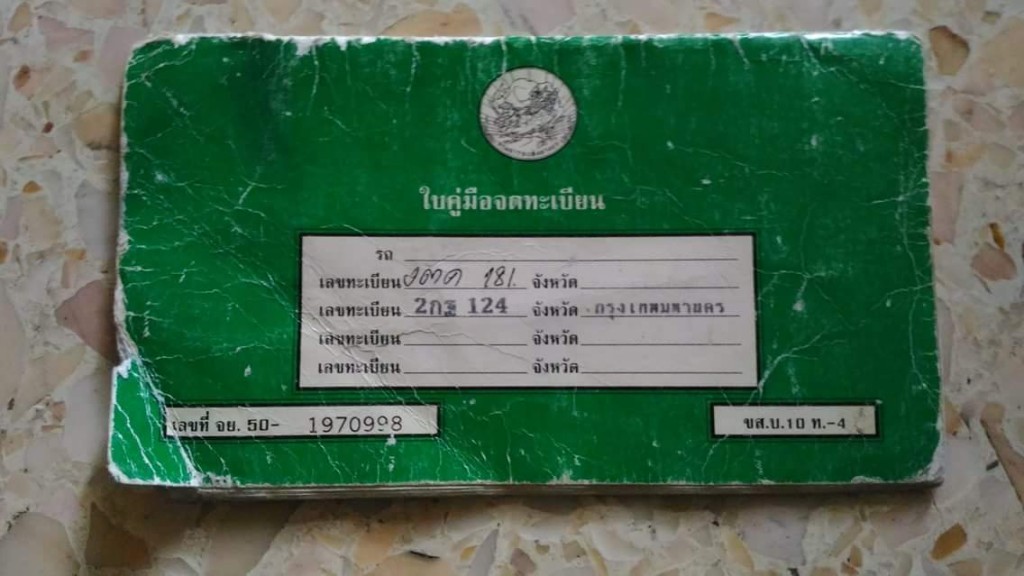 ใบคู่มือจดทะเบียน
รถ
เลขทะเบียน 181. จังหวัด
เลขทะเบียน 2กฐ 124 จังหวัด กรุงเทพมหานคร
เลขทะเบียน จังหวัด
เลขทะเบียน จังหวัด
เลขที่ จย. 50- 1970998
ขส.บ.10 ท.-4